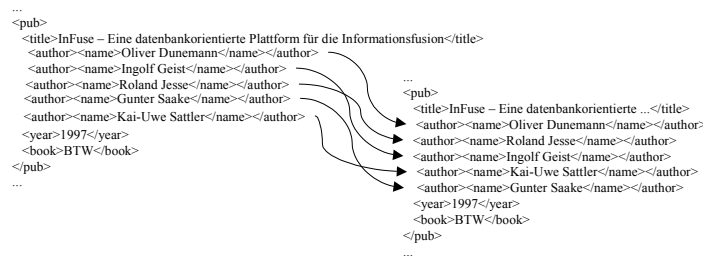 ...
<pub>
<title>InFuse – Eine datenbankorientierte Plattform für die Informationsfusion</title>
<author><name>Oliver Dunemann</name></author>
<author><name>Ingolf Geist</name></author>
<author><name>Roland Jesse</name></author>
<author><name>Gunter Saake</name></author>
<author><name>Kai-Uwe Sattler</name></author>
<year>1997</year>
<book>BTW</book>
</pub>
...
...
<pub>
<title>InFuse – Eine datenbankorientierte ...</title>
<author><name>Oliver Dunemann</name></author>
<author><name>Roland Jesse</name></author>
<author><name>Ingolf Geist</name></author>
<author><name>Kai-Uwe Sattler</name></author>
<author><name>Gunter Saake</name></author>
<year>1997</year>
<book>BTW</book>
</pub>
...